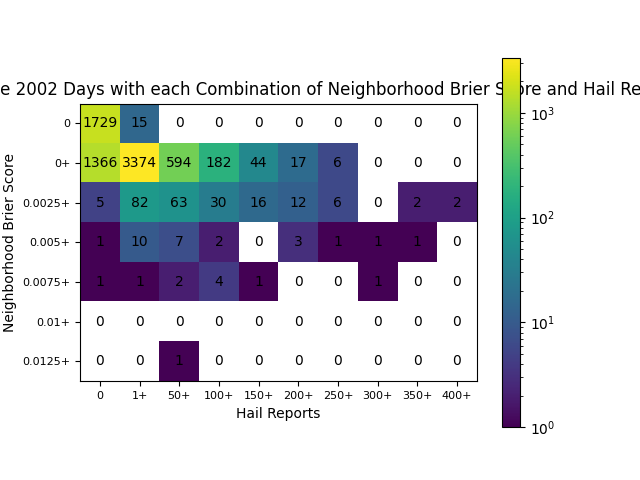 2002 Days with each Combination of Neighborhood Brier Score and Hail
Neighborhood Brier Score
0 1729 15 0 0 0 0 0 0 0 0
0+ 1366 3374 594 182 44 17 6 0 0 0
0.0025+ 5 82 63 30 16 12 6 0 2 2
0.005+ 1 10 7 2 0 3 1 1 1 0
0.0075+ 1 1 2 4 1 0 0 1 0 0
0.01+ 0 0 0 0 0 0 0 0 0 0
0.0125+ 0 0 1 0 0 0 0 0 0 0
0 1+ 50+ 100+ 150+ 200+ 250+ 300+ 350+ 400+
Hail Reports
10³
10²
10¹
10⁰